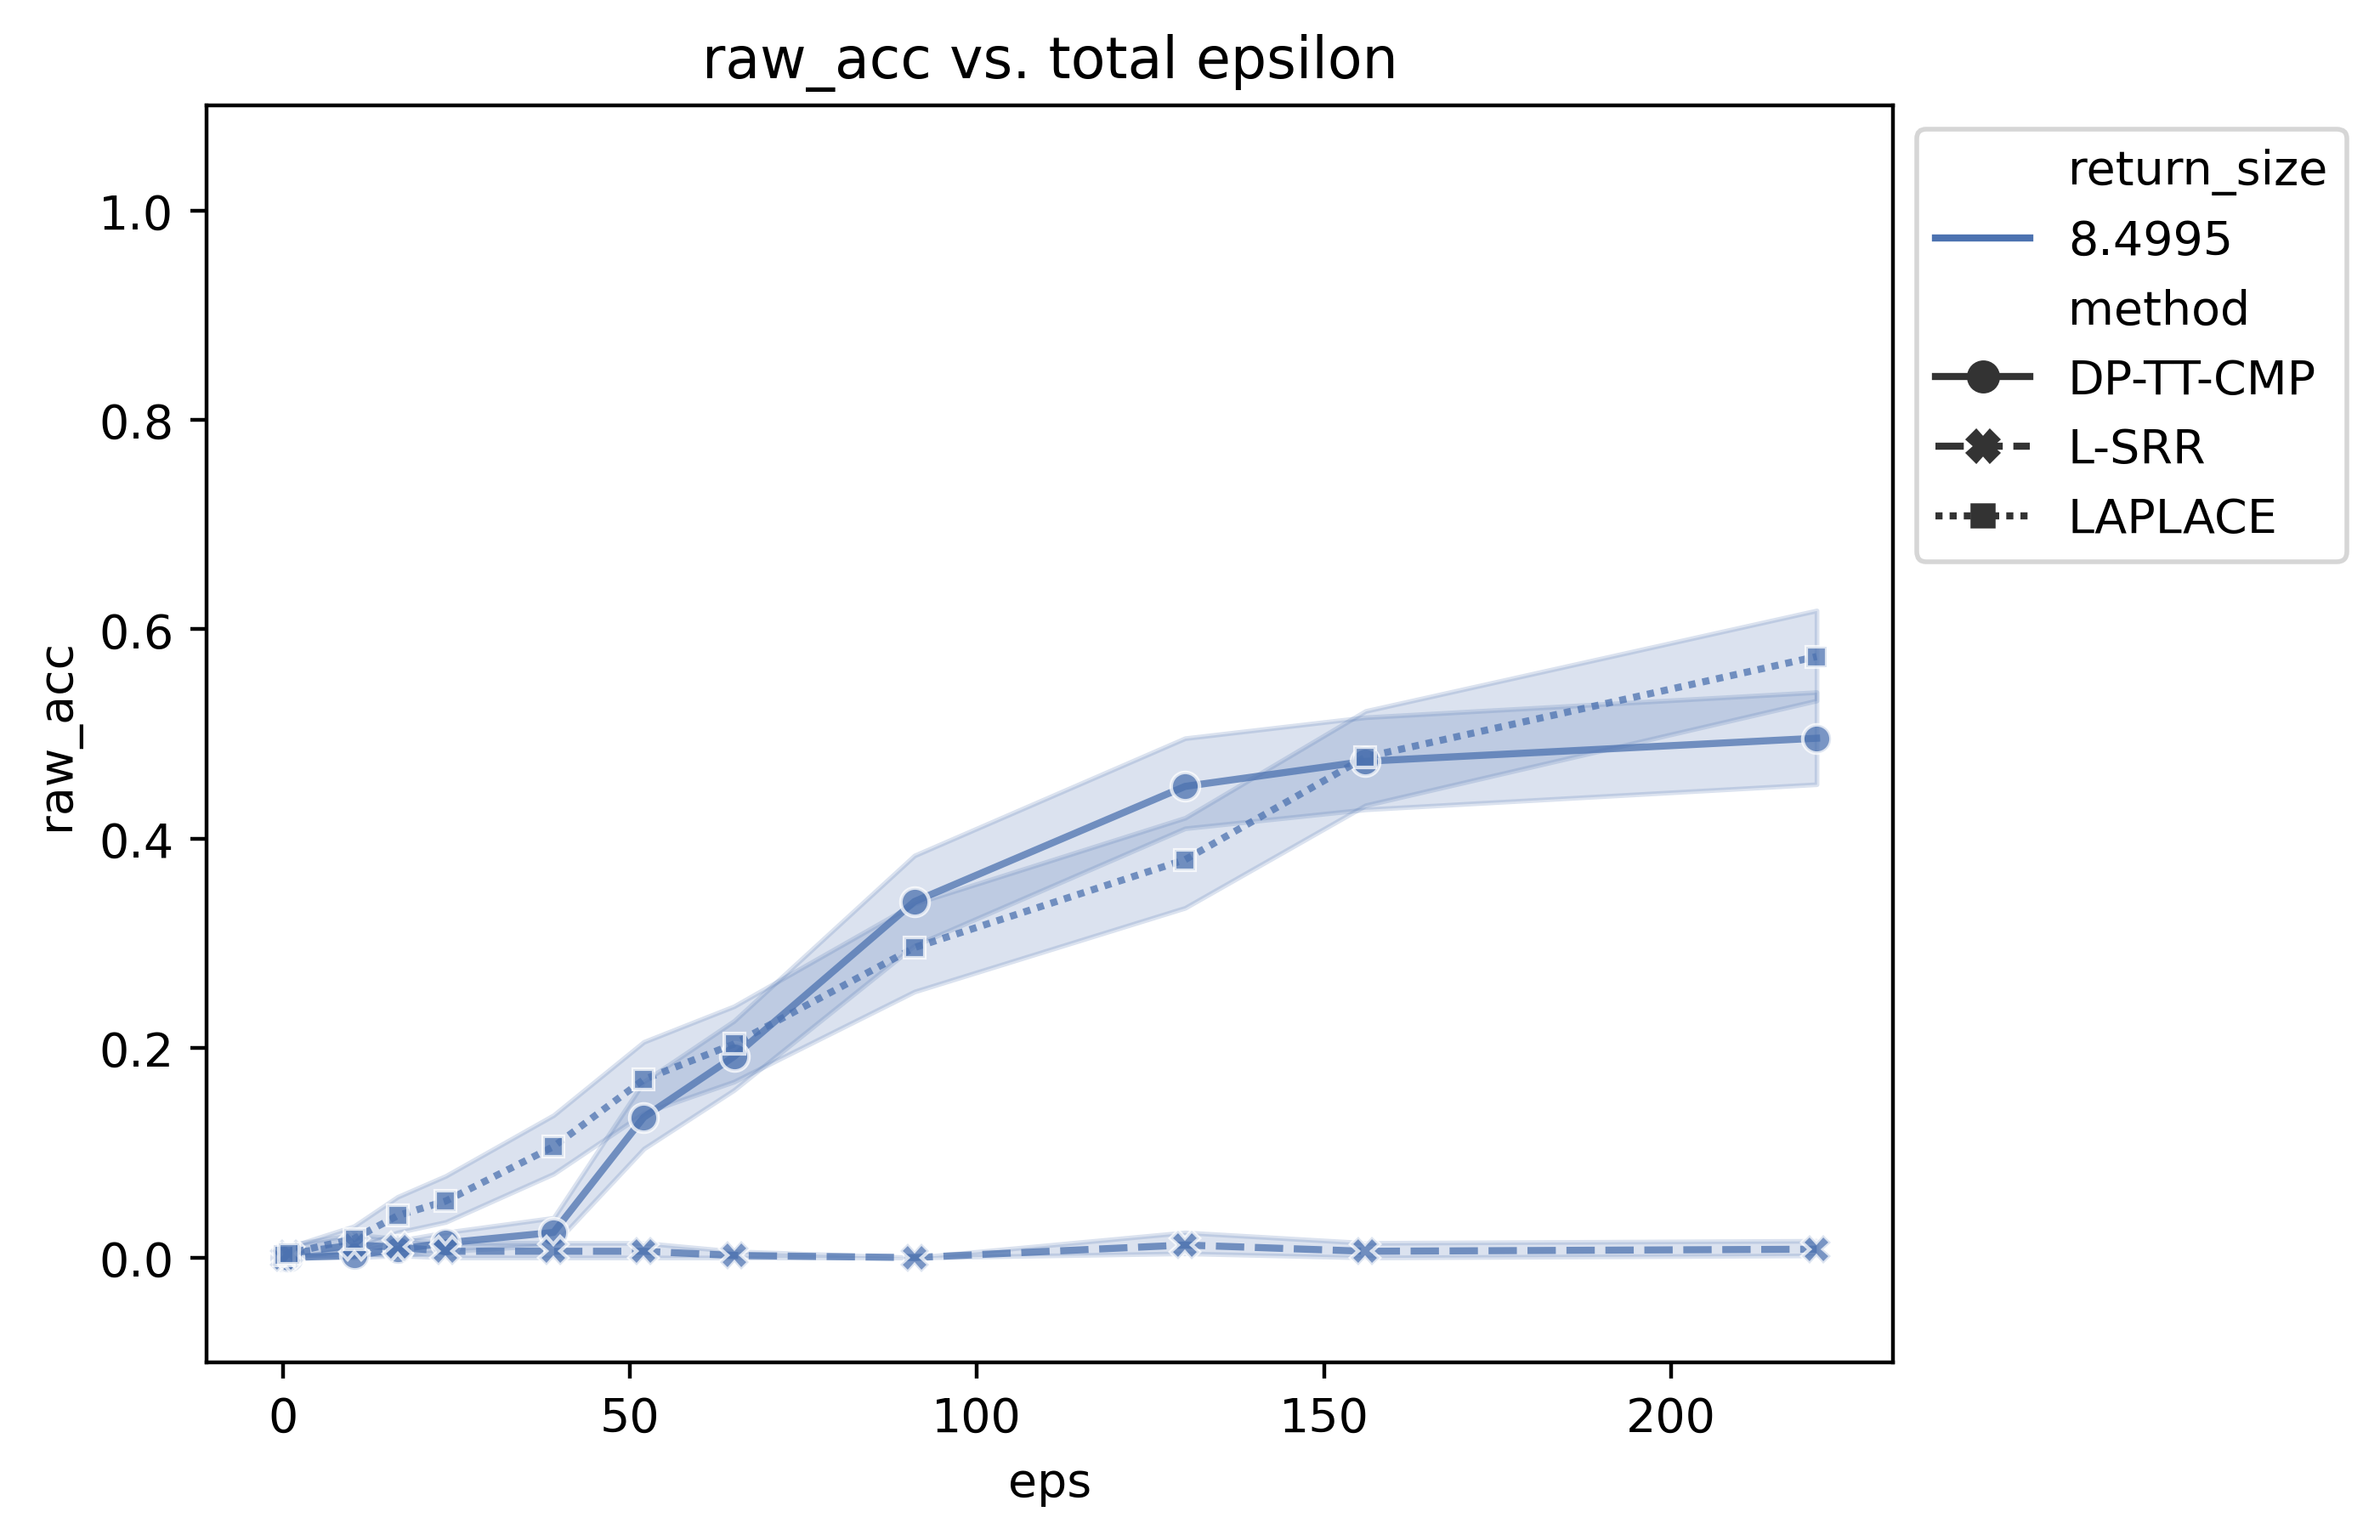 raw_acc vs. total epsilon
1.0
0.8
0.6
0.4
0.2
0.0
raw_acc
0
50
100
150
200
eps
return_size
8.4995
method
DP-TT-CMP
L-SRR
LAPLACE